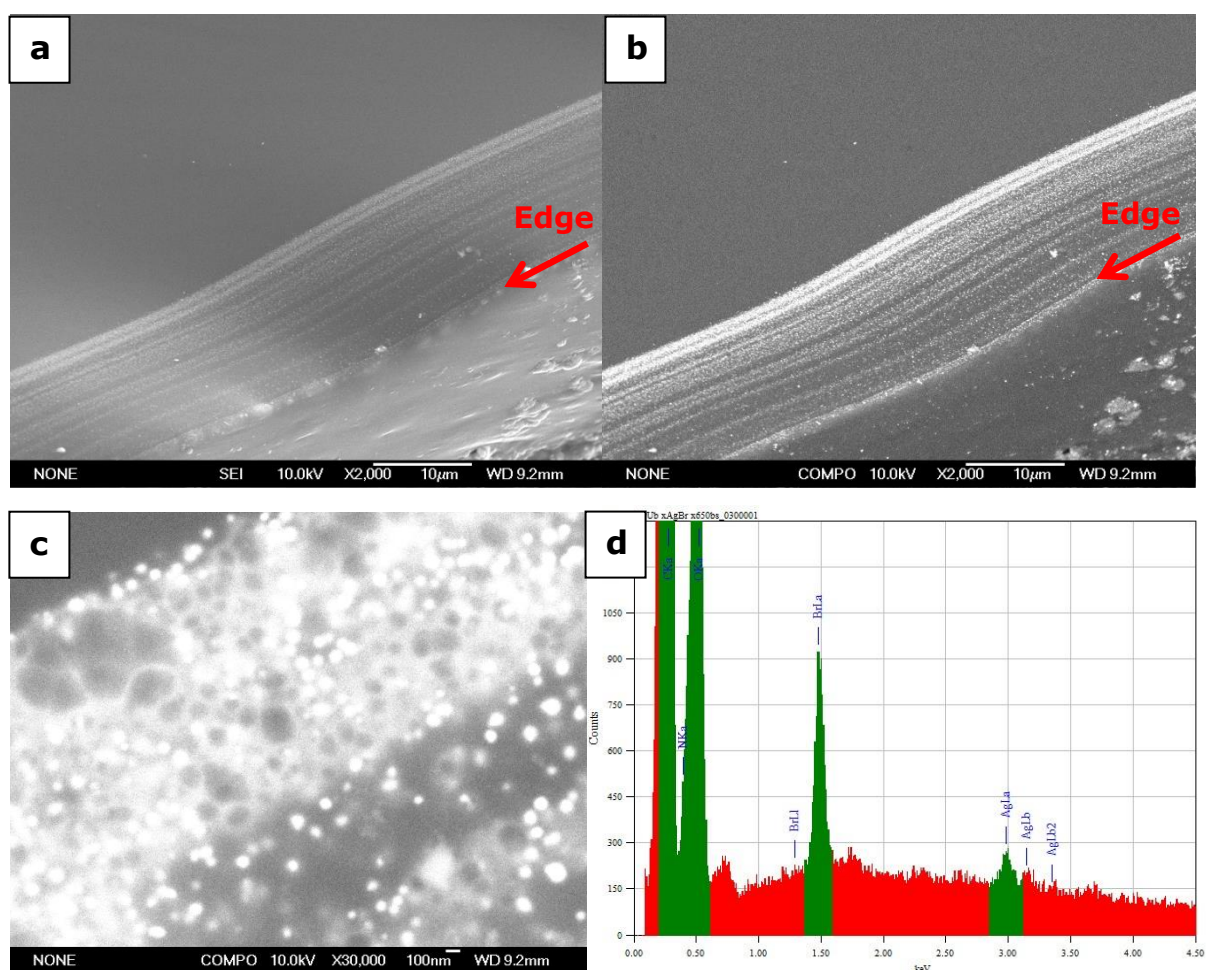 a
Edge
NONE SEI 10.0kV X2,000 10μm WD 9.2mm
b
Edge
NONE COMPO 10.0kV X2,000 10μm WD 9.2mm
c
NONE COMPO 10.0kV X30,000 100nm WD 9.2mm
d
Ub xAgBr x650bs_0300001
CKa
OKa
NKa
BrLl
BrLa
AgLa
AgLb
AgLb2
Counts
1050
900
750
600
450
300
150
0
0.00 0.50 1.00 1.50 2.00 2.50 3.00 3.50 4.00 4.50
keV